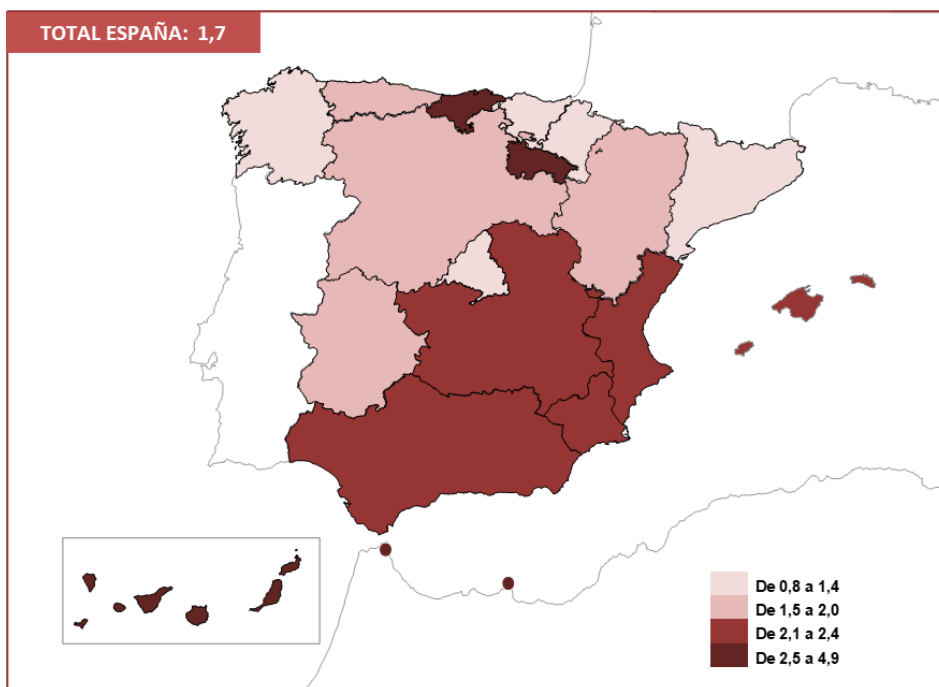 TOTAL ESPAÑA: 1,7
De 0,8 a 1,4
De 1,5 a 2,0
De 2,1 a 2,4
De 2,5 a 4,9